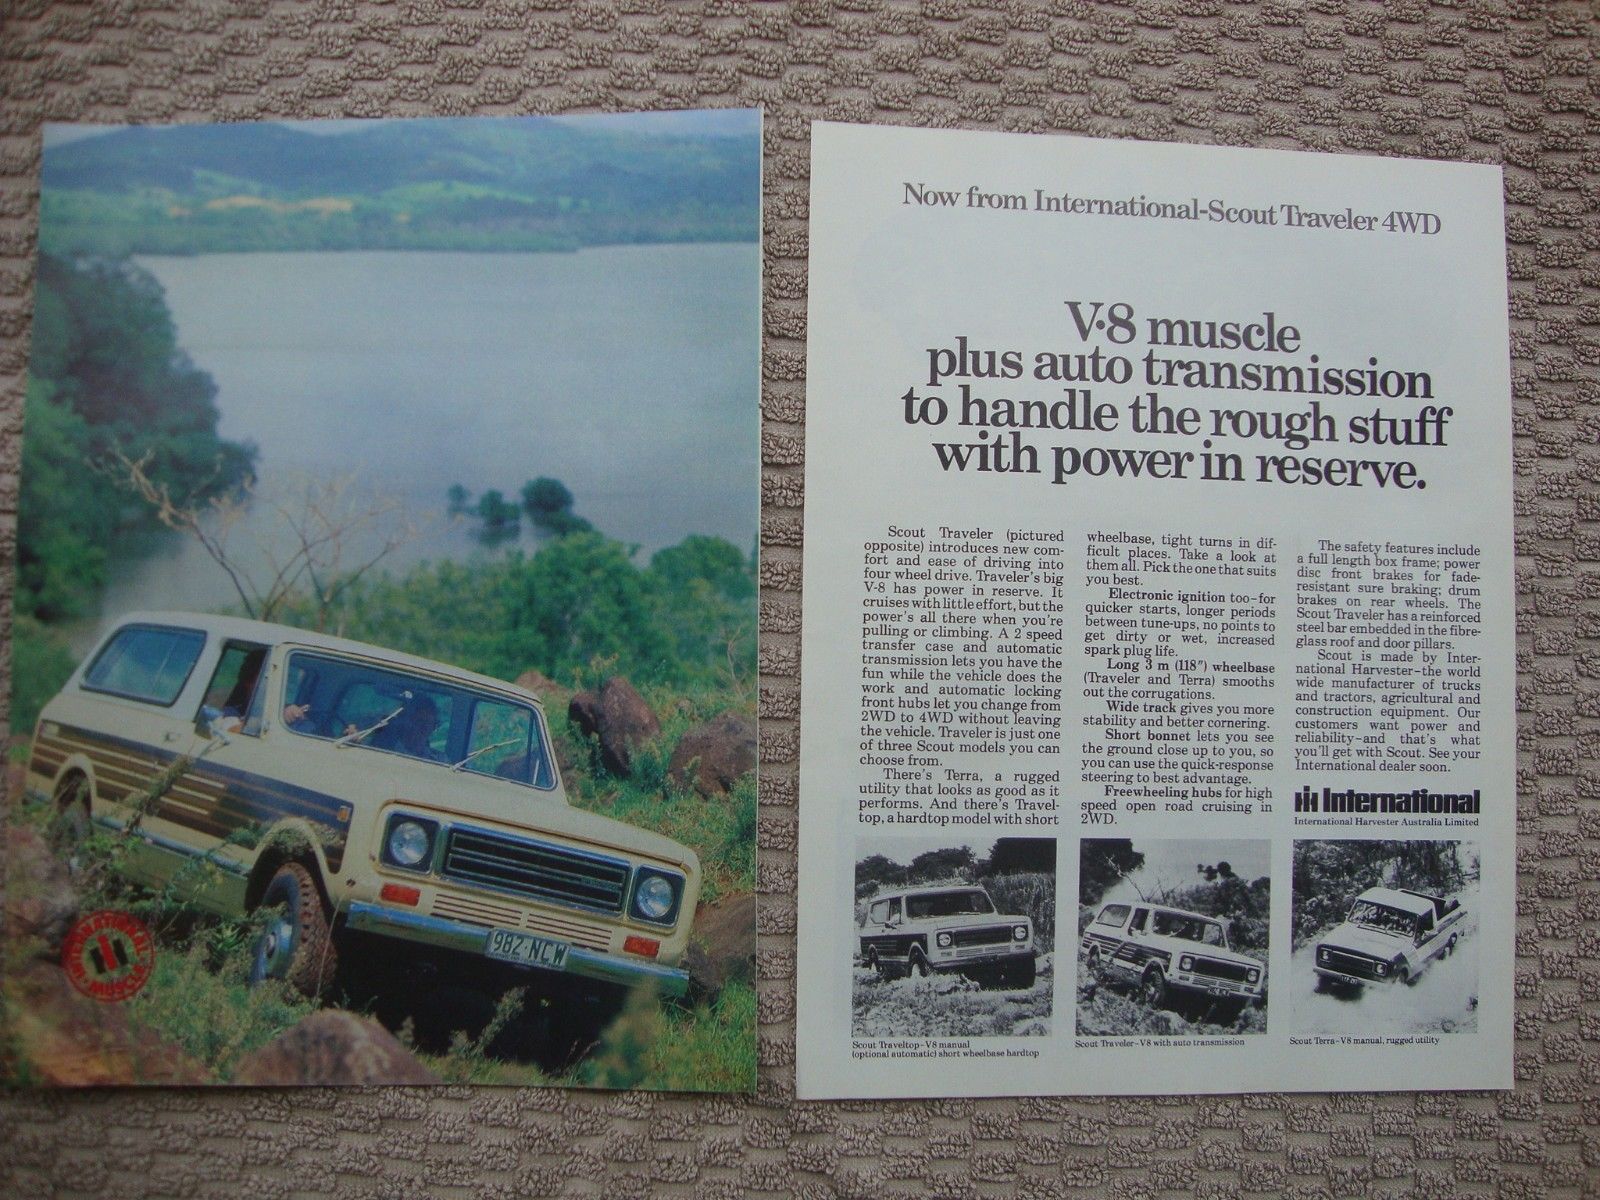 INTERNATIONAL
MUSCLE
982·NCW
Now from International-Scout Traveler 4WD
V·8 muscle
plus auto transmission
to handle the rough stuff
with power in reserve.
Scout Traveler (pictured
opposite) introduces new com-
fort and ease of driving into
four wheel drive. Traveler's big
V-8 has power in reserve. It
cruises with little effort, but the
power's all there when you're
pulling or climbing. A 2 speed
transfer case and automatic
transmission lets you have the
fun while the vehicle does the
work and automatic locking
front hubs let you change from
2WD to 4WD without leaving
the vehicle. Traveler is just one
of three Scout models you can
choose from.
There's Terra, a rugged
utility that looks as good as it
performs. And there's Travel-
top, a hardtop model with short
wheelbase, tight turns in dif-
ficult places. Take a look at
them all. Pick the one that suits
you best.
Electronic ignition too–for
quicker starts, longer periods
between tune-ups, no points to
get dirty or wet, increased
spark plug life.
Long 3 m (118″) wheelbase
(Traveler and Terra) smooths
out the corrugations.
Wide track gives you more
stability and better cornering.
Short bonnet lets you see
the ground close up to you, so
you can use the quick-response
steering to best advantage.
Freewheeling hubs for high
speed open road cruising in
2WD.
The safety features include
a full length box frame; power
disc front brakes for fade-
resistant sure braking; drum
brakes on rear wheels. The
Scout Traveler has a reinforced
steel bar embedded in the fibre-
glass roof and door pillars.
Scout is made by Inter-
national Harvester–the world
wide manufacturer of trucks
and tractors, agricultural and
construction equipment. Our
customers want power and
reliability–and that's what
you'll get with Scout. See your
International dealer soon.
International
International Harvester Australia Limited
Scout Traveltop–V8 manual
(optional automatic) short wheelbase hardtop
Scout Traveler–V8 with auto transmission
Scout Terra–V8 manual, rugged utility